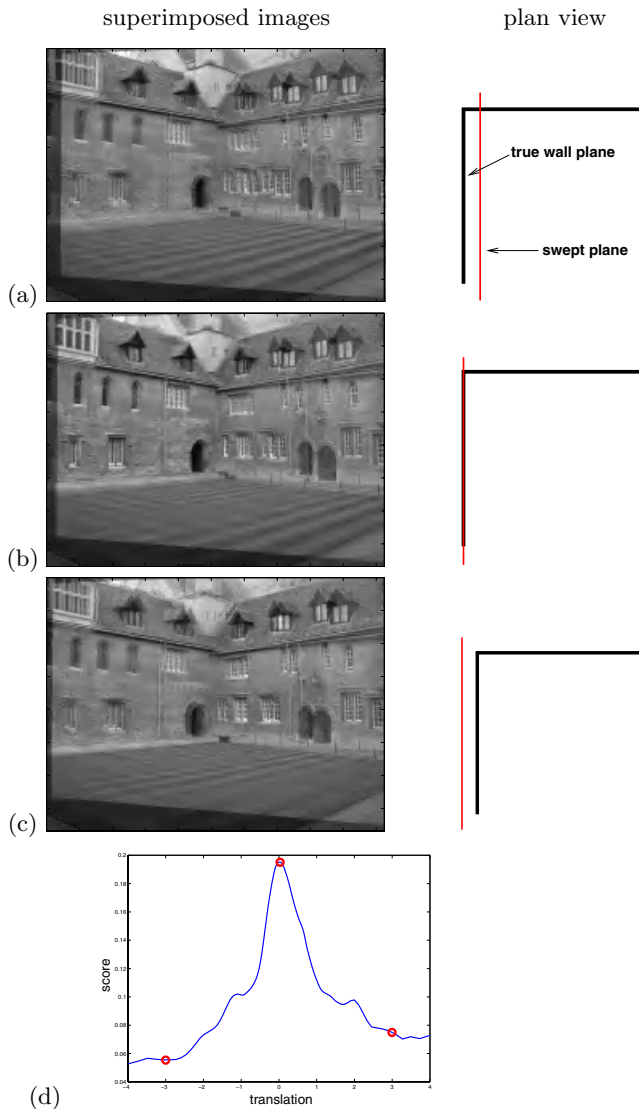 superimposed images
plan view
true wall plane
swept plane
(a)
(b)
(c)
0.2
0.18
0.16
0.14
0.12
0.1
0.08
0.06
0.04
score
-4 -3 -2 -1 0 1 2 3 4
translation
(d)